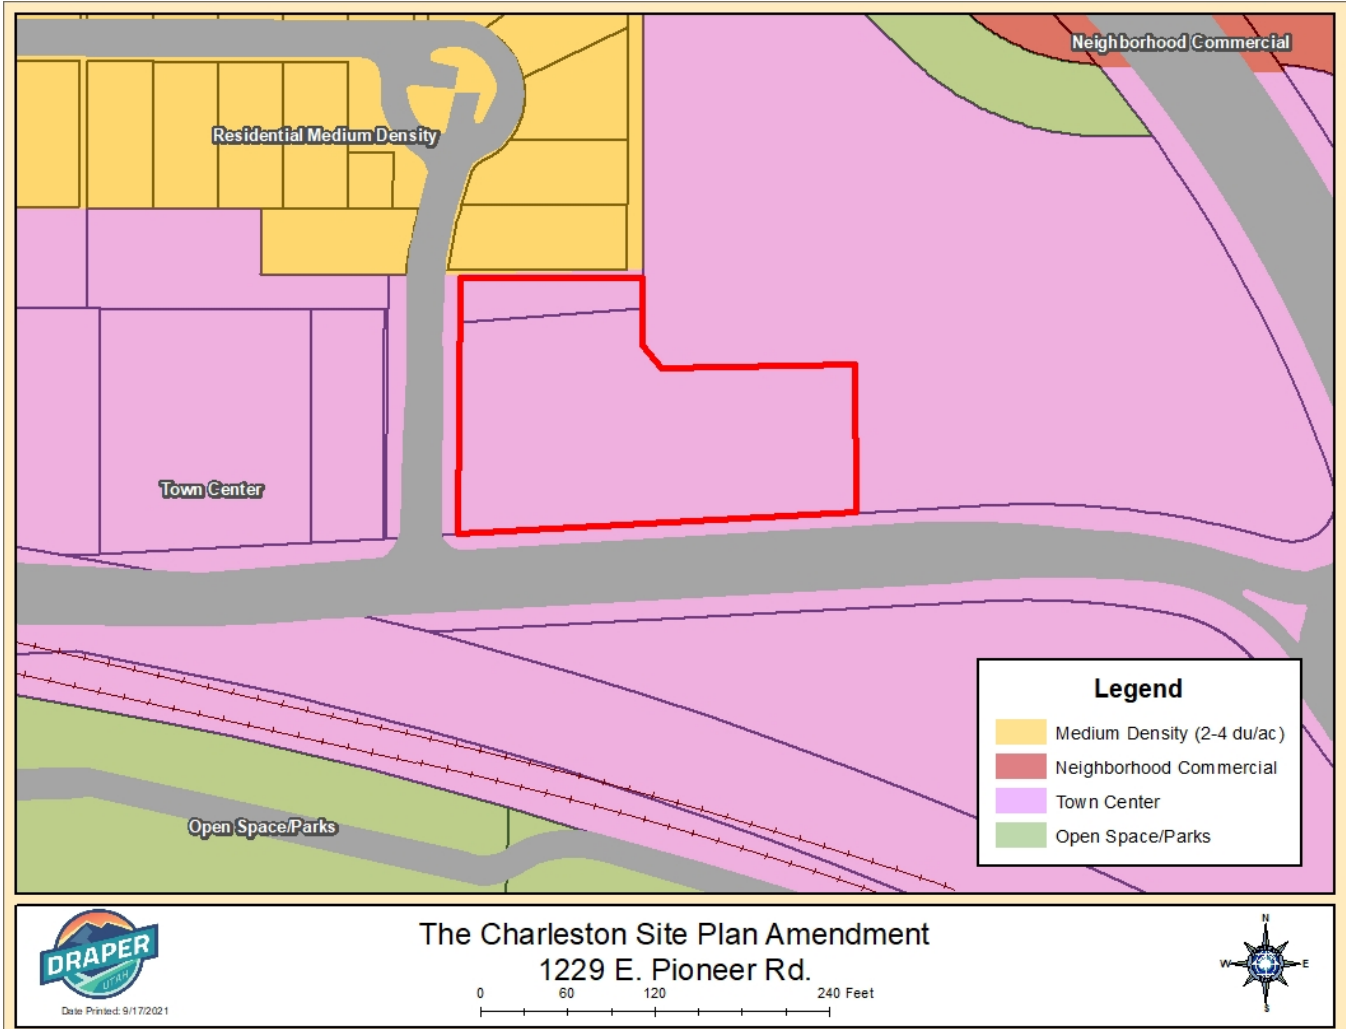 Neighborhood Commercial
Residential Medium Density
Town Center
Open Space/Parks
Legend
Medium Density (2-4 du/ac)
Neighborhood Commercial
Town Center
Open Space/Parks
DRAPER
UTAH
Date Printed: 9/17/2021
The Charleston Site Plan Amendment
1229 E. Pioneer Rd.
0 60 120 240 Feet
N
W E
S